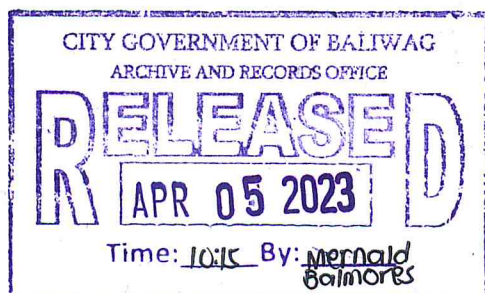 CITY GOVERNMENT OF BALIWAG
ARCHIVE AND RECORDS OFFICE
RELEASED
APR 05 2023
Time: 10:15 By: Mernald
Balmores